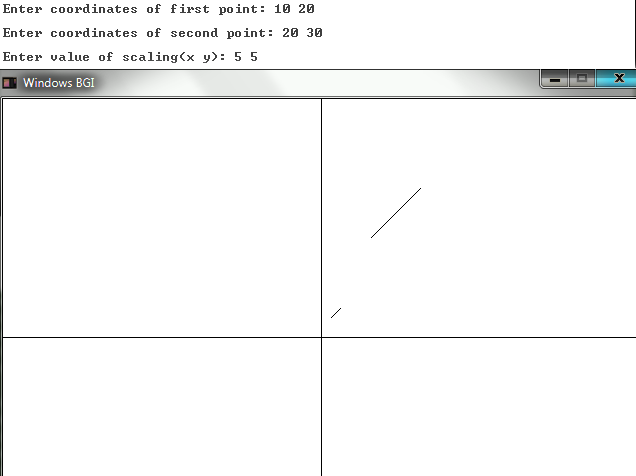 Enter coordinates of first point: 10 20
Enter coordinates of second point: 20 30
Enter value of scaling(x y): 5 5
Windows BGI